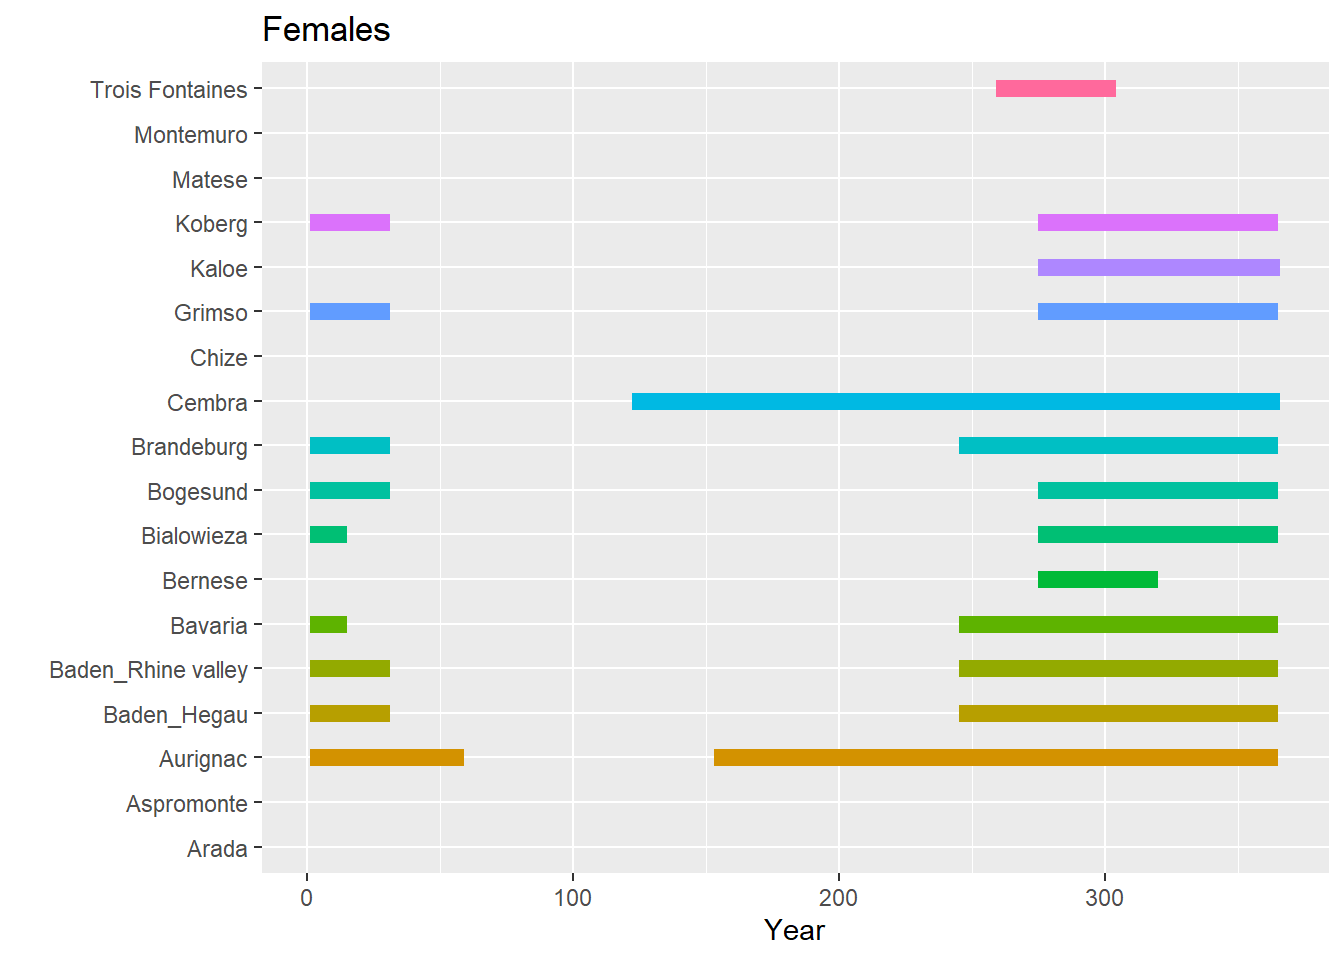 Females
Trois Fontaines
Montemuro
Matese
Koberg
Kaloe
Grimso
Chize
Cembra
Brandeburg
Bogesund
Bialowieza
Bernese
Bavaria
Baden_Rhine valley
Baden_Hegau
Aurignac
Aspromonte
Arada
0 100 200 300
Year